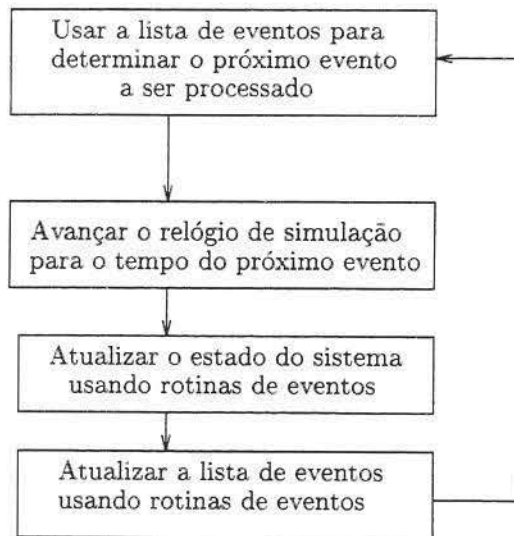 Usar a lista de eventos para
determinar o próximo evento
a ser processado
Avançar o relógio de simulação
para o tempo do próximo evento
Atualizar o estado do sistema
usando rotinas de eventos
Atualizar a lista de eventos
usando rotinas de eventos